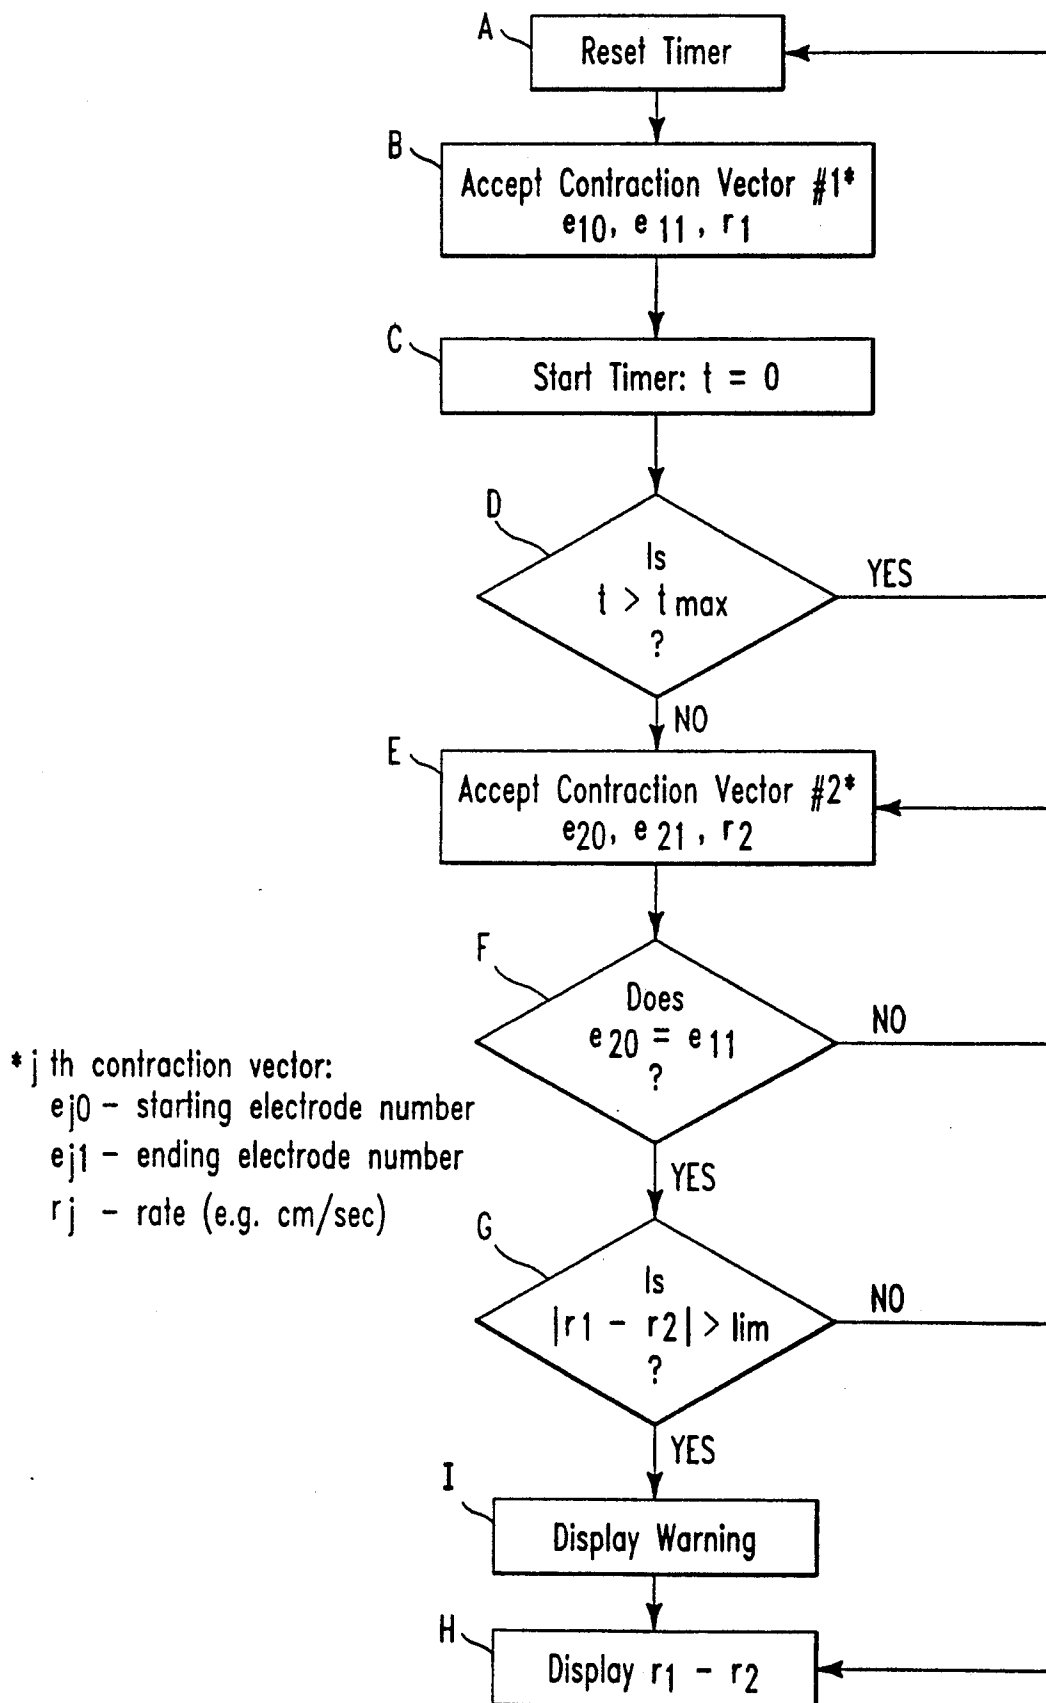 A
Reset Timer
B
Accept Contraction Vector #1*
e10, e11, r1
C
Start Timer: t = 0
D
Is
t > tmax
?
YES
NO
E
Accept Contraction Vector #2*
e20, e21, r2
F
Does
e20 = e11
?
NO
YES
*j th contraction vector:
ej0 – starting electrode number
ej1 – ending electrode number
rj – rate (e.g. cm/sec)
G
Is
|r1 - r2| > lim
?
NO
YES
I
Display Warning
H
Display r1 - r2